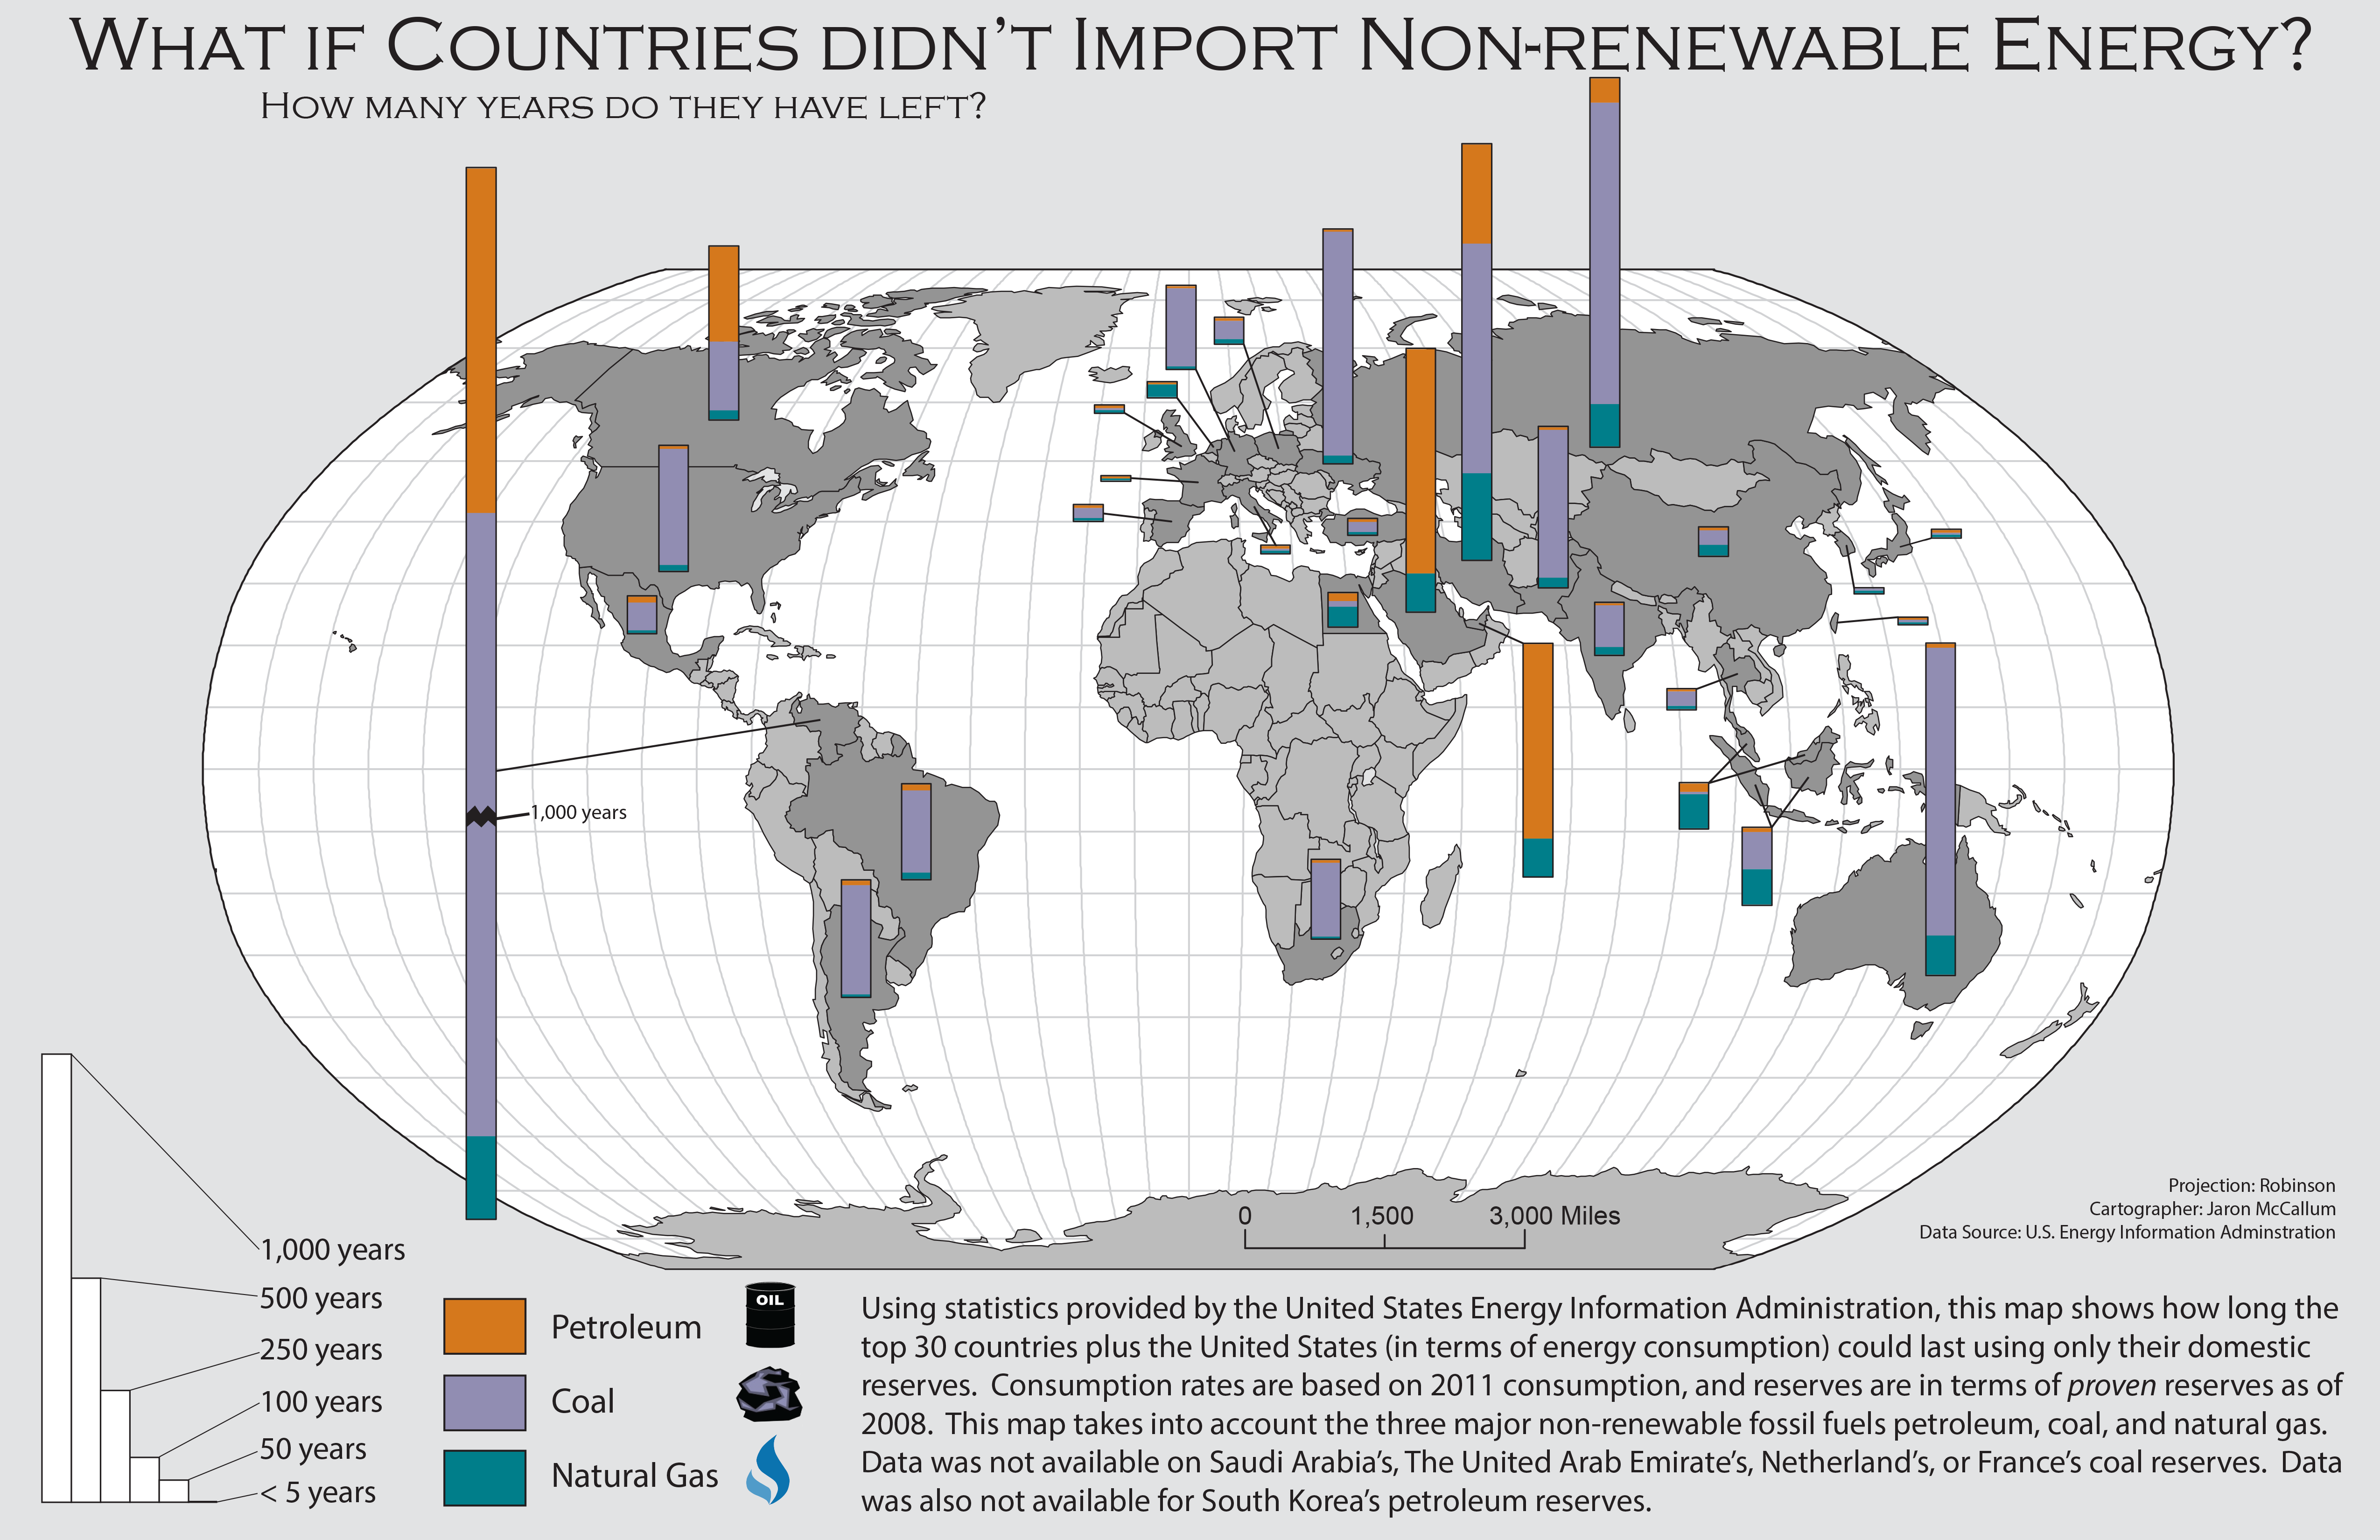 WHAT IF COUNTRIES DIDN'T IMPORT NON-RENEWABLE ENERGY?
HOW MANY YEARS DO THEY HAVE LEFT?
1,000 years
0 1,500 3,000 Miles
Projection: Robinson
Cartographer: Jaron McCallum
Data Source: U.S. Energy Information Adminstration
1,000 years
500 years
250 years
100 years
50 years
< 5 years
Petroleum
Coal
Natural Gas
OIL
Using statistics provided by the United States Energy Information Administration, this map shows how long the
top 30 countries plus the United States (in terms of energy consumption) could last using only their domestic
reserves. Consumption rates are based on 2011 consumption, and reserves are in terms of proven reserves as of
2008. This map takes into account the three major non-renewable fossil fuels petroleum, coal, and natural gas.
Data was not available on Saudi Arabia's, The United Arab Emirate's, Netherland's, or France's coal reserves. Data
was also not available for South Korea's petroleum reserves.